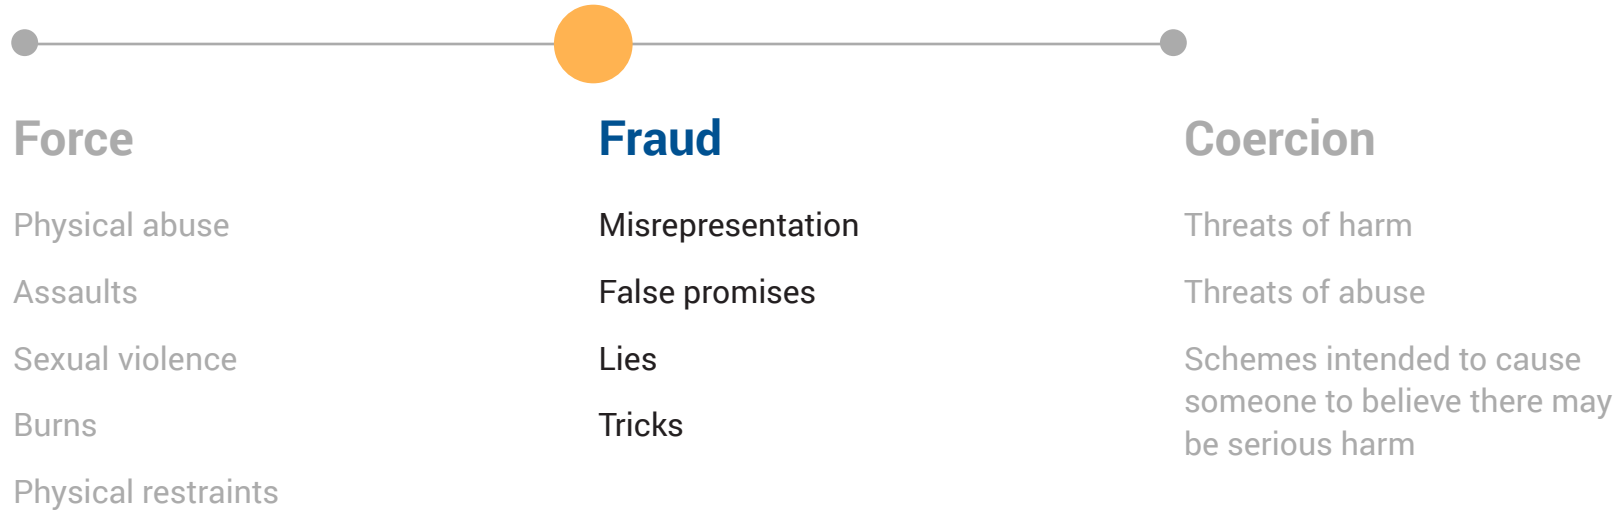 Force
Physical abuse
Assaults
Sexual violence
Burns
Physical restraints
Fraud
Misrepresentation
False promises
Lies
Tricks
Coercion
Threats of harm
Threats of abuse
Schemes intended to cause
someone to believe there may
be serious harm